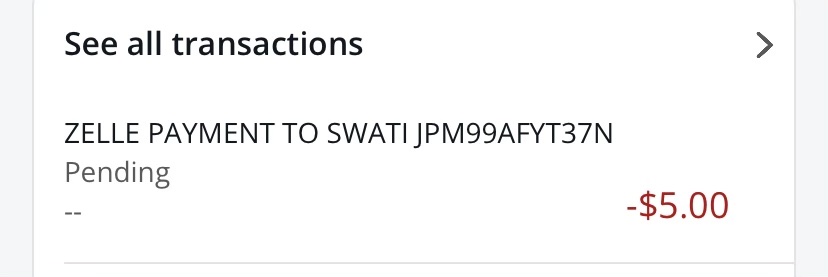 See all transactions
ZELLE PAYMENT TO SWATI JPM99AFYT37N
Pending
--
-$5.00